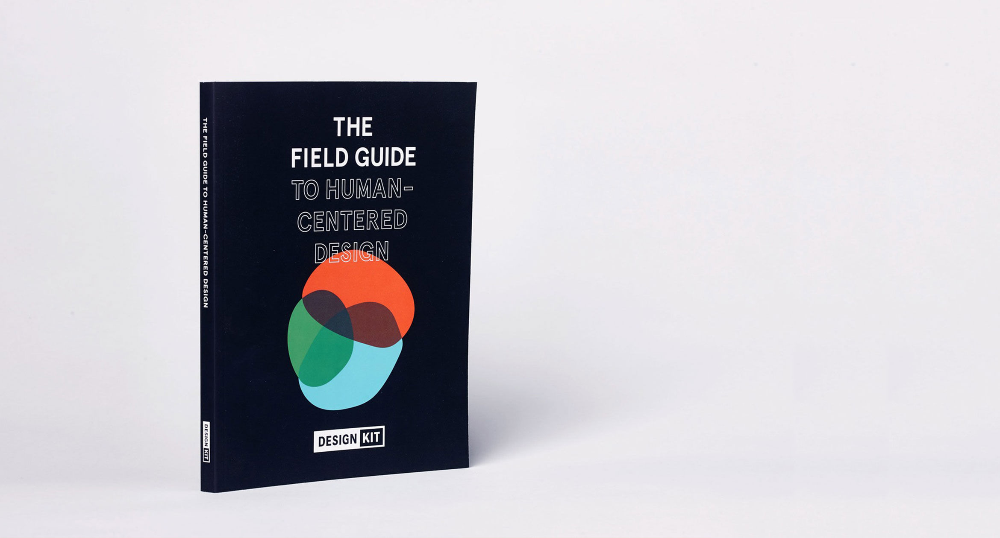 THE FIELD GUIDE TO HUMAN-CENTERED DESIGN
DESIGN KIT
THE
FIELD GUIDE
TO HUMAN-
CENTERED
DESIGN
DESIGN KIT